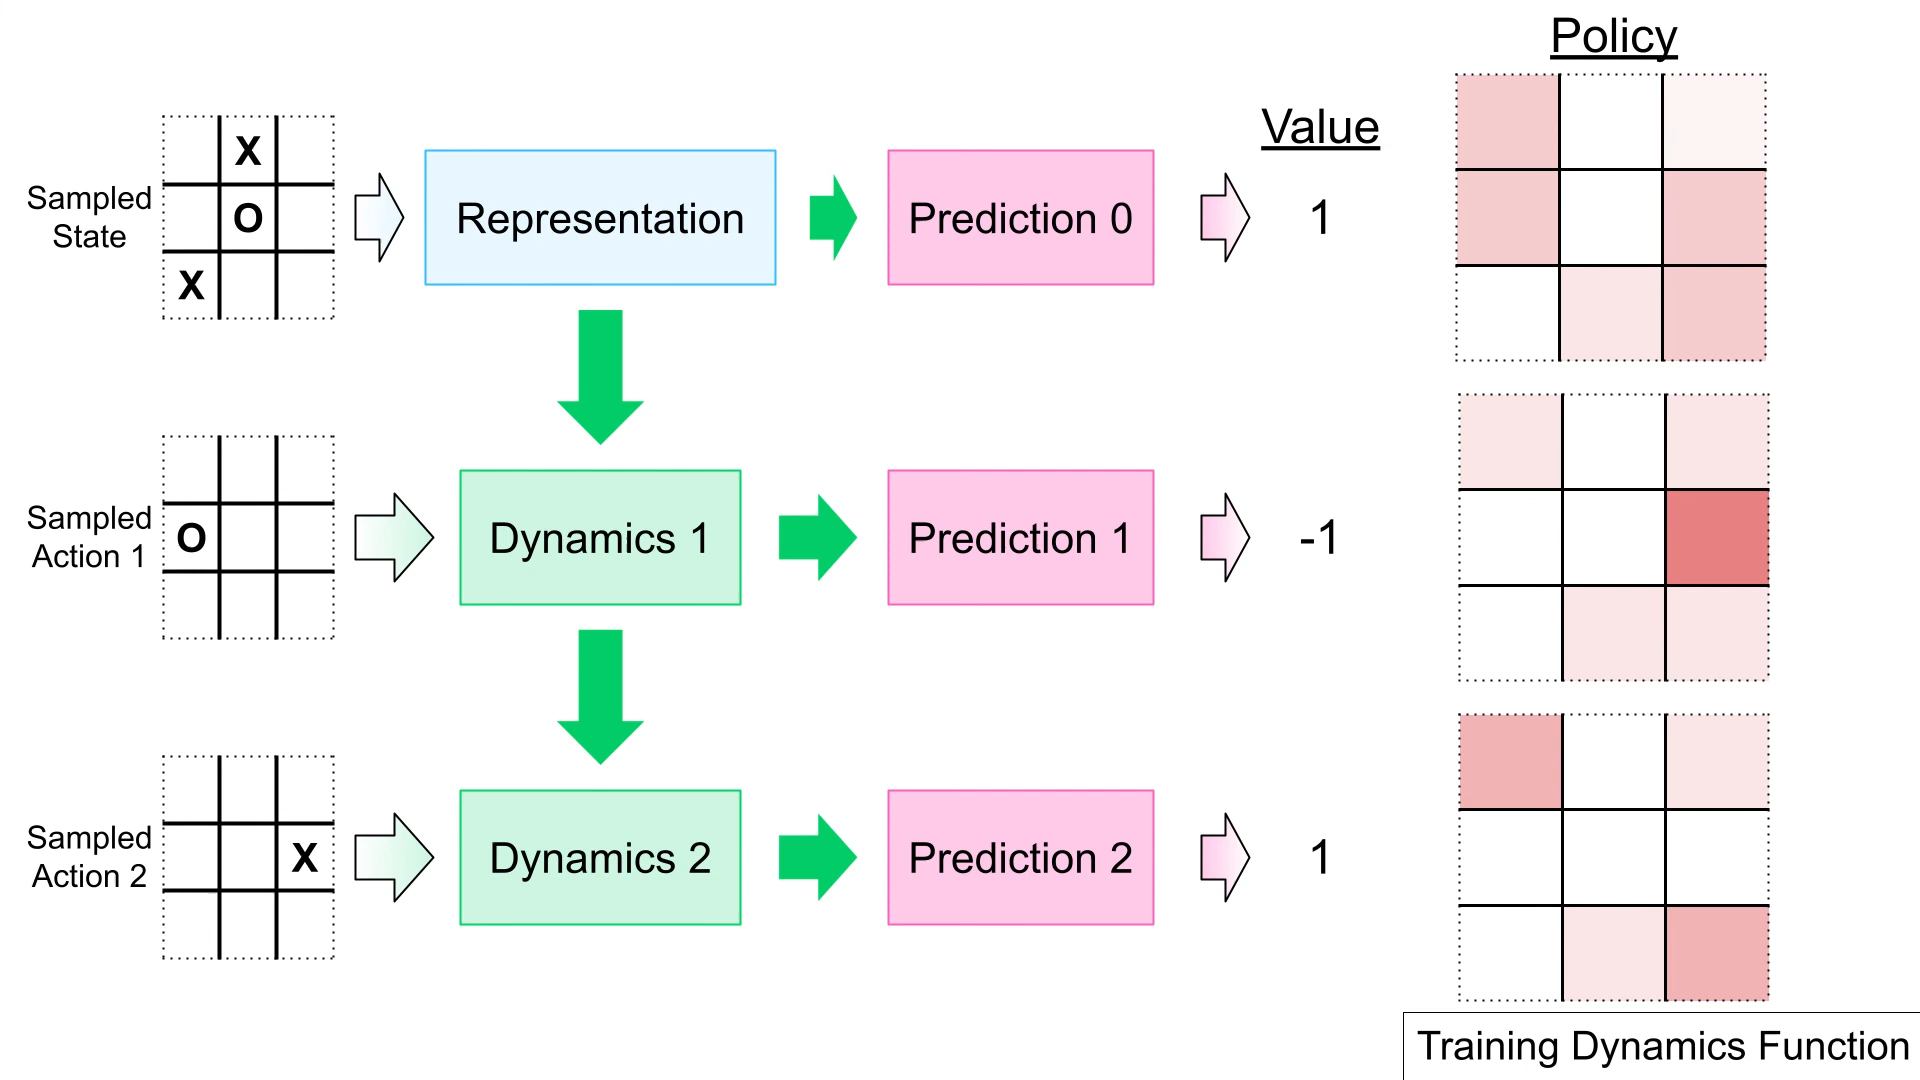 Policy
Value
Sampled
State
X
O
X
Representation
Prediction 0
1
Sampled
Action 1
O
Dynamics 1
Prediction 1
-1
Sampled
Action 2
X
Dynamics 2
Prediction 2
1
Training Dynamics Function